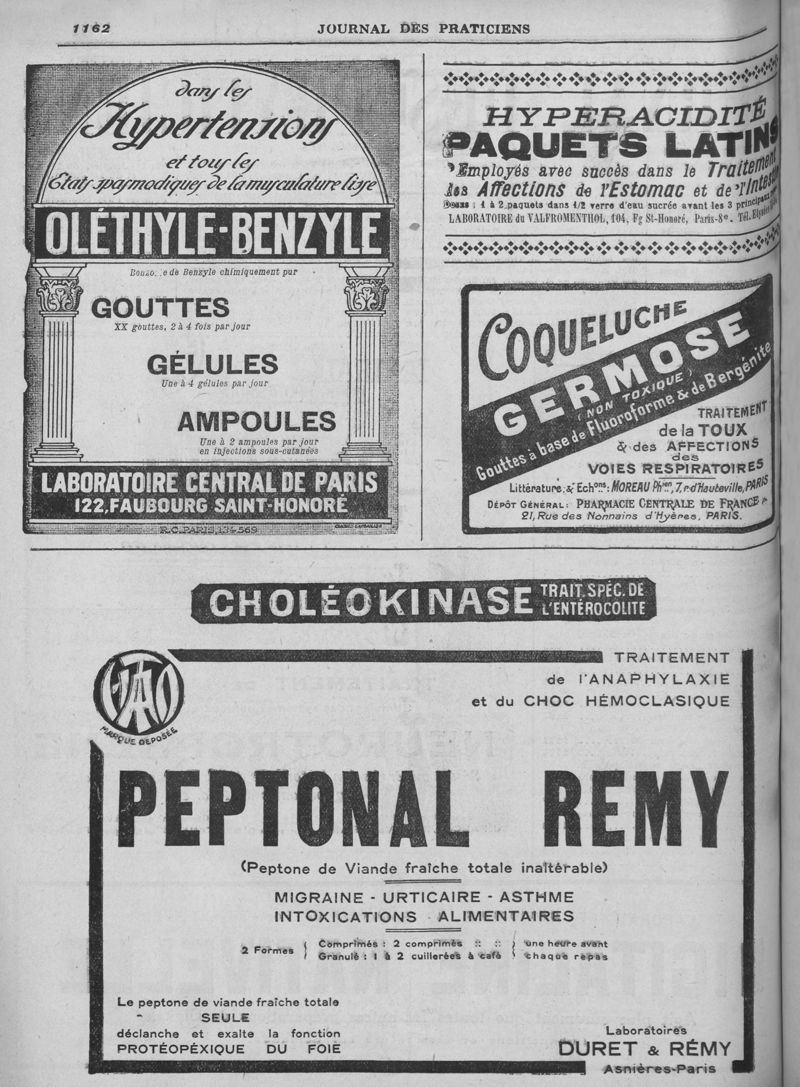 1162
JOURNAL DES PRATICIENS
dans les
Hypertensions
et tous les
États spasmodiques de la musculature lisse
OLÉTHYLE-BENZYLE
de Benzyle chimiquement pur
GOUTTES
XX gouttes, 2 à 4 fois par jour
GÉLULES
Une à 4 gélules par jour
AMPOULES
Une à 2 ampoules par jour
en injections sous-cutanées
LABORATOIRE CENTRAL DE PARIS
122, FAUBOURG SAINT-HONORÉ
R.C. PARIS, 134-569
HYPERACIDITÉ
PAQUETS LATINS
Employés avec succès dans le Traitement
des Affections de l'Estomac et de l'Intestin
Doses : 1 à 2 paquets dans 1/2 verre d'eau sucrée avant les 3 principaux
LABORATOIRE du VALFROMENTHOL, 104, Fg St-Honoré, Paris-8e. Tél. Elysées
COQUELUCHE
GERMOSE
(NON TOXIQUE)
Gouttes à base de Fluoroforme & de Bergénite
TRAITEMENT
de la TOUX
& des AFFECTIONS
des
VOIES RESPIRATOIRES
Littérature & Echons: MOREAU Phien, 7, r. d'Hauteville, PARIS
DÉPÔT GÉNÉRAL: PHARMACIE CENTRALE DE FRANCE
21, Rue des Nonnains d'Hyères, PARIS.
CHOLÉOKINASE TRAIT. SPÉC. DE
L'ENTÉROCOLITE
MARQUE DÉPOSÉE
TRAITEMENT
de l'ANAPHYLAXIE
et du CHOC HÉMOCLASIQUE
PEPTONAL REMY
(Peptone de Viande fraîche totale inaltérable)
MIGRAINE - URTICAIRE - ASTHME
INTOXICATIONS ALIMENTAIRES
2 Formes { Comprimés : 2 comprimés :: :: } une heure avant
Granulé : 1 à 2 cuillerées à café } chaque repas
Le peptone de viande fraîche totale
SEULE
déclanche et exalte la fonction
PROTÉOPÉXIQUE DU FOIE
Laboratoires
DURET & RÉMY
Asnières-Paris